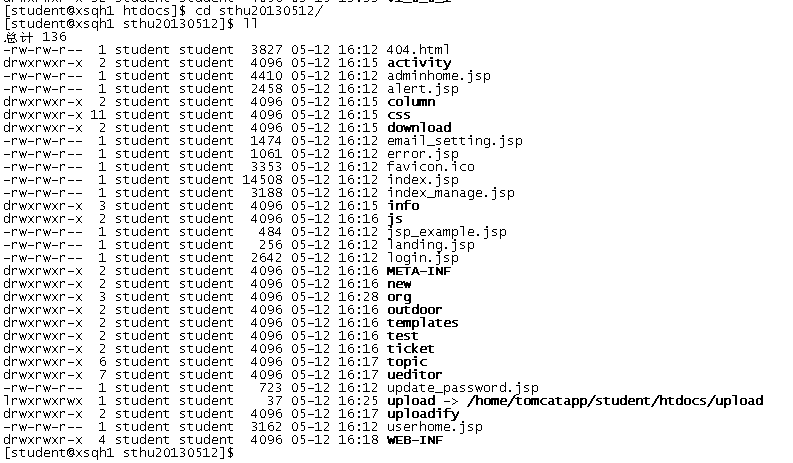 [student@xsqh1 htdocs]$ cd sthu20130512/
[student@xsqh1 sthu20130512]$ ll
总计 136
-rw-rw-r--  1 student student  3827 05-12 16:12 404.html
drwxrwxr-x  2 student student  4096 05-12 16:15 activity
-rw-rw-r--  1 student student  4410 05-12 16:12 adminhome.jsp
-rw-rw-r--  1 student student  2458 05-12 16:12 alert.jsp
drwxrwxr-x  2 student student  4096 05-12 16:15 column
drwxrwxr-x 11 student student  4096 05-12 16:15 css
drwxrwxr-x  2 student student  4096 05-12 16:15 download
-rw-rw-r--  1 student student  1474 05-12 16:12 email_setting.jsp
-rw-rw-r--  1 student student  1061 05-12 16:12 error.jsp
-rw-rw-r--  1 student student  3353 05-12 16:12 favicon.ico
-rw-rw-r--  1 student student 14508 05-12 16:12 index.jsp
-rw-rw-r--  1 student student  3188 05-12 16:12 index_manage.jsp
drwxrwxr-x  3 student student  4096 05-12 16:15 info
drwxrwxr-x  2 student student  4096 05-12 16:16 js
-rw-rw-r--  1 student student   484 05-12 16:12 jsp_example.jsp
-rw-rw-r--  1 student student   256 05-12 16:12 landing.jsp
-rw-rw-r--  1 student student  2642 05-12 16:12 login.jsp
drwxrwxr-x  2 student student  4096 05-12 16:16 META-INF
drwxrwxr-x  2 student student  4096 05-12 16:16 new
drwxrwxr-x  3 student student  4096 05-12 16:28 org
drwxrwxr-x  2 student student  4096 05-12 16:16 outdoor
drwxrwxr-x  2 student student  4096 05-12 16:16 templates
drwxrwxr-x  2 student student  4096 05-12 16:16 test
drwxrwxr-x  2 student student  4096 05-12 16:16 ticket
drwxrwxr-x  6 student student  4096 05-12 16:17 topic
drwxrwxr-x  7 student student  4096 05-12 16:17 ueditor
-rw-rw-r--  1 student student   723 05-12 16:12 update_password.jsp
lrwxrwxrwx  1 student student    37 05-12 16:25 upload -> /home/tomcatapp/student/htdocs/upload
drwxrwxr-x  2 student student  4096 05-12 16:17 uploadify
-rw-rw-r--  1 student student  3162 05-12 16:12 userhome.jsp
drwxrwxr-x  4 student student  4096 05-12 16:18 WEB-INF
[student@xsqh1 sthu20130512]$